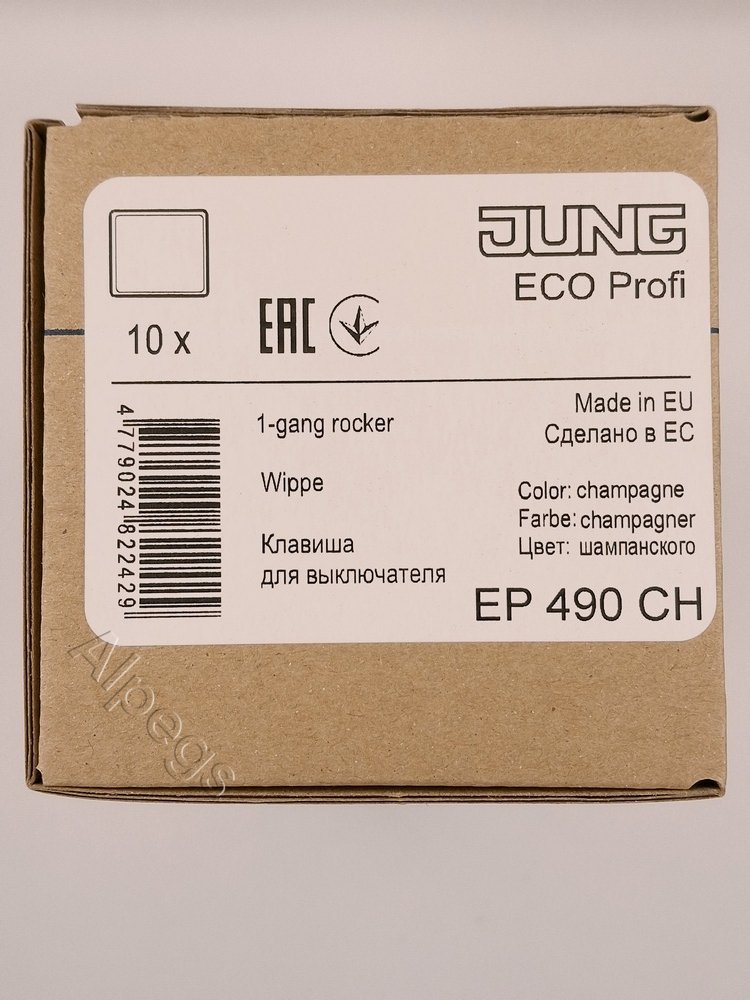 JUNG
ECO Profi
10 x
EAC
Made in EU
Сделано в ЕС
1-gang rocker
Wippe
Клавиша
для выключателя
Color: champagne
Farbe: champagner
Цвет: шампанского
EP 490 CH
4 779024 822429
Alpegs